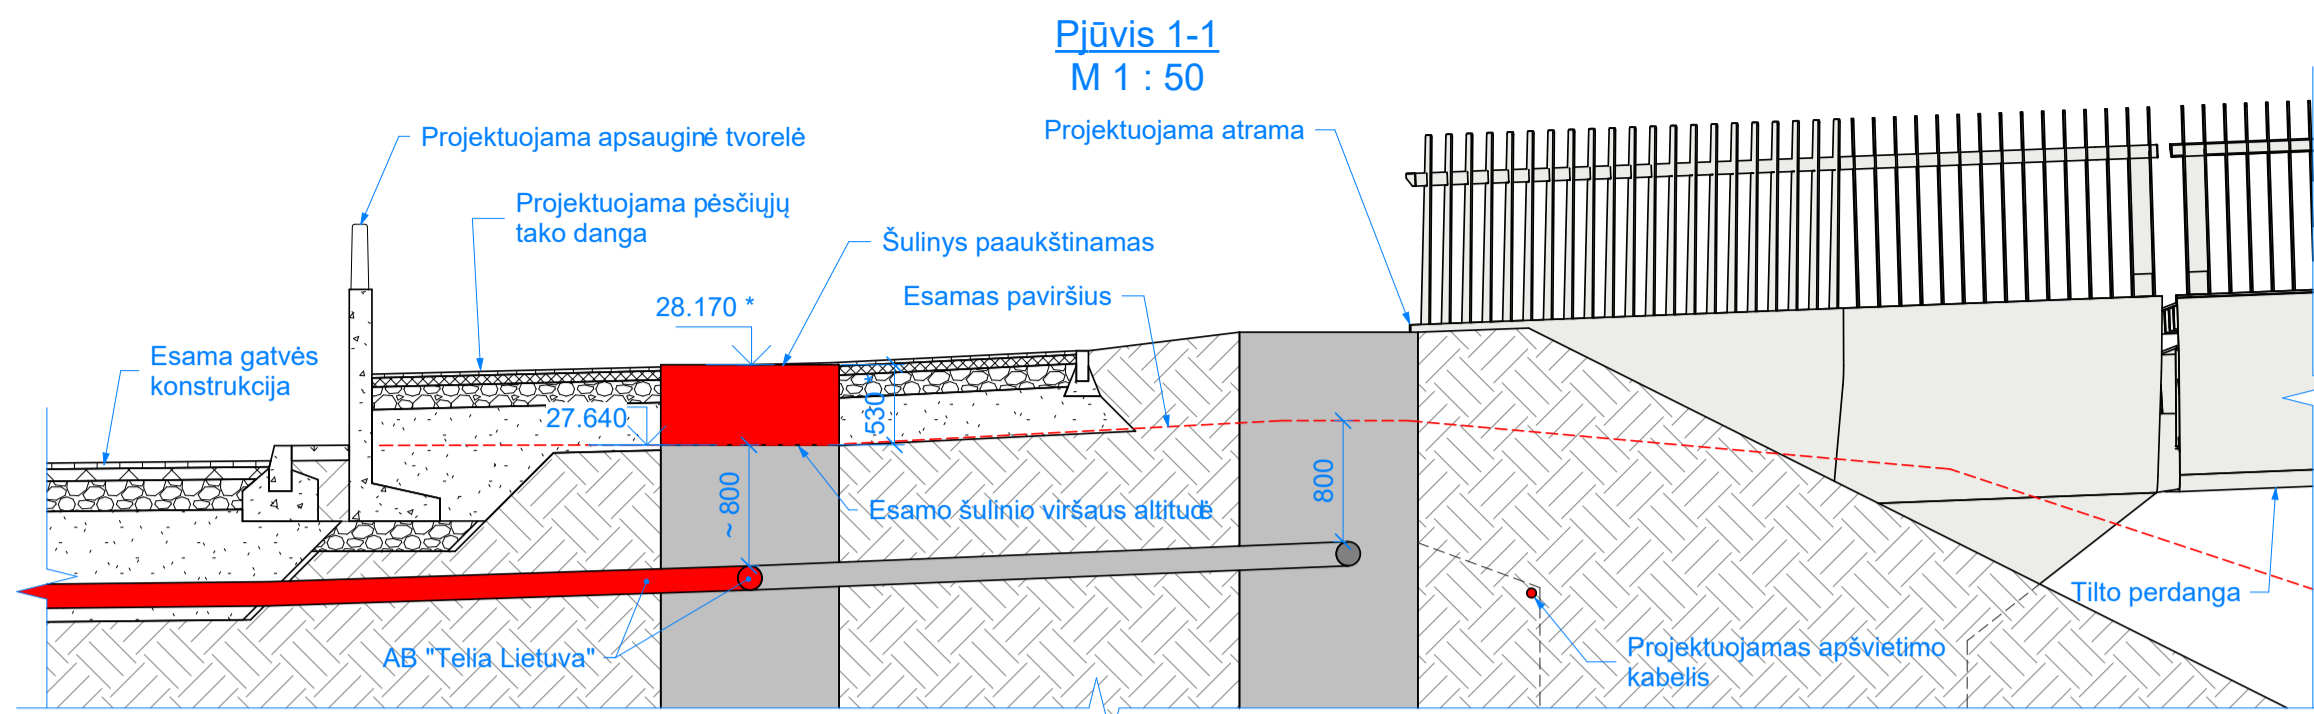 Pjūvis 1-1
M 1 : 50
Projektuojama apsauginė tvorelė
Projektuojama atrama
Projektuojama pėsčiųjų
tako danga
Šulinys paaukštinamas
28.170 *
Esamas paviršius
Esama gatvės
konstrukcija
27.640
530*
~ 800
800
Esamo šulinio viršaus altitudė
Tilto perdanga
AB "Telia Lietuva"
Projektuojamas apšvietimo
kabelis